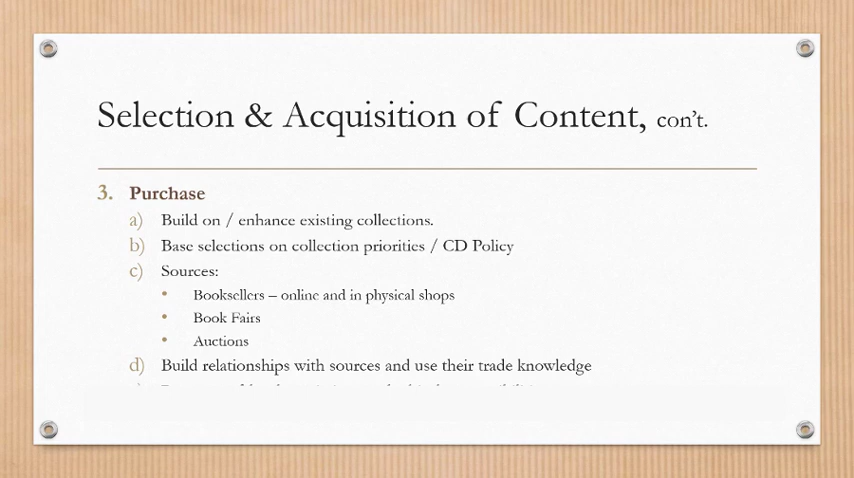 Selection & Acquisition of Content, con't.
3. Purchase
a) Build on / enhance existing collections.
b) Base selections on collection priorities / CD Policy
c) Sources:
• Booksellers – online and in physical shops
• Book Fairs
• Auctions
d) Build relationships with sources and use their trade knowledge